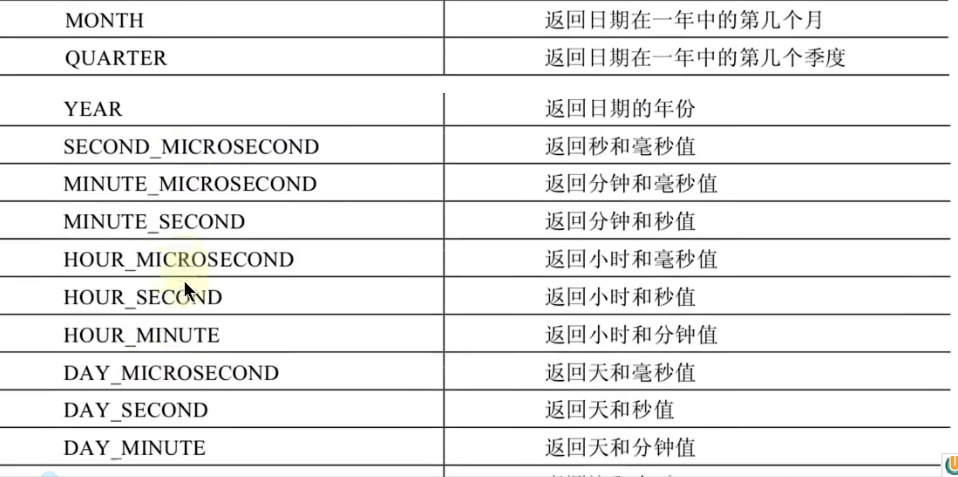 MONTH 返回日期在一年中的第几个月
QUARTER 返回日期在一年中的第几个季度
YEAR 返回日期的年份
SECOND_MICROSECOND 返回秒和毫秒值
MINUTE_MICROSECOND 返回分钟和毫秒值
MINUTE_SECOND 返回分钟和秒值
HOUR_MICROSECOND 返回小时和毫秒值
HOUR_SECOND 返回小时和秒值
HOUR_MINUTE 返回小时和分钟值
DAY_MICROSECOND 返回天和毫秒值
DAY_SECOND 返回天和秒值
DAY_MINUTE 返回天和分钟值